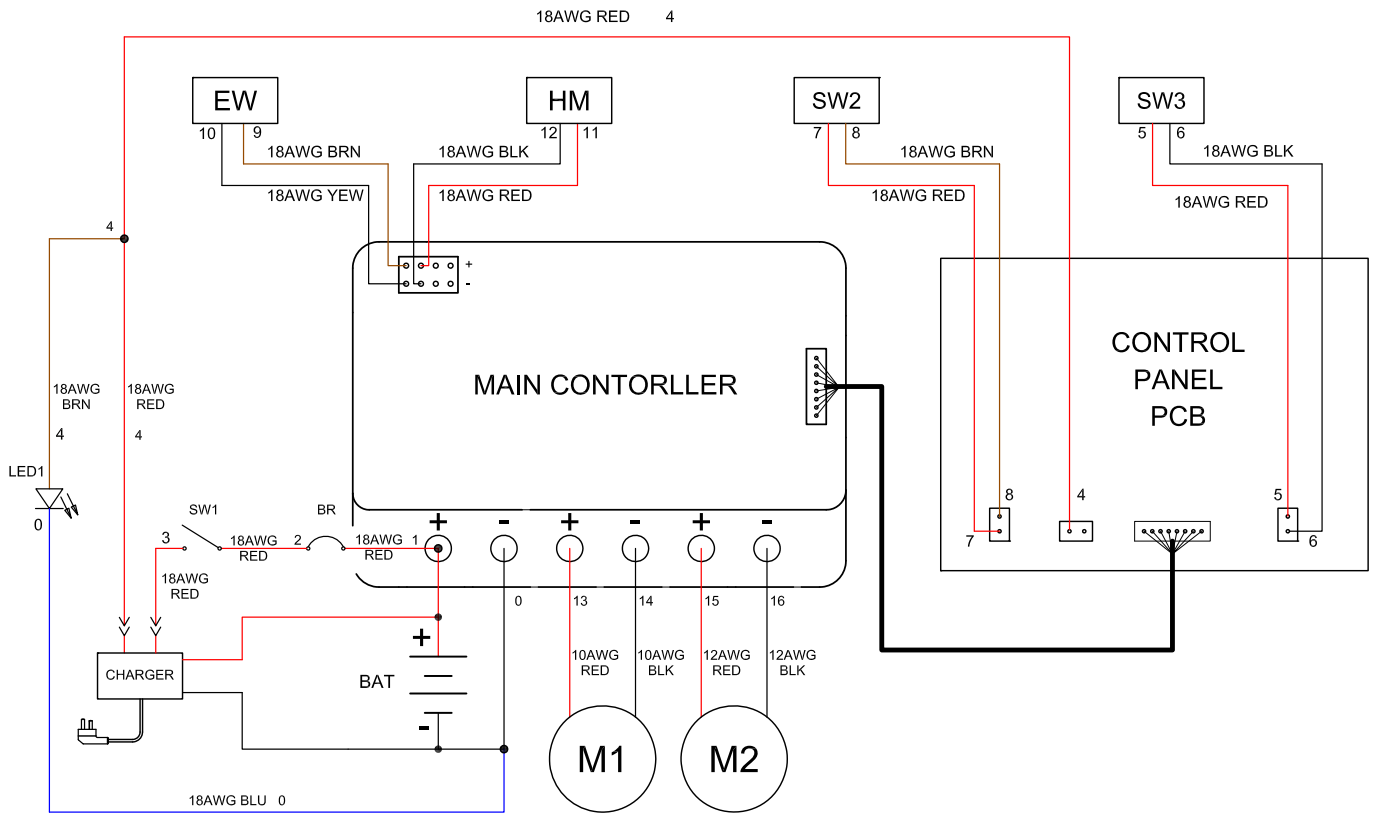 18AWG RED 4
EW
HM
SW2
SW3
10 9
12 11
7 8
5 6
18AWG BRN
18AWG BLK
18AWG BRN
18AWG BLK
18AWG YEW
18AWG RED
18AWG RED
18AWG RED
4
+
-
MAIN CONTORLLER
CONTROL
PANEL
PCB
18AWG
BRN
4
18AWG
RED
4
LED1
0
SW1
BR
3
18AWG
RED
2
18AWG
RED
1
18AWG
RED
+ - + - + -
8
7
4
5
6
0
13
14
15
16
10AWG
RED
10AWG
BLK
12AWG
RED
12AWG
BLK
CHARGER
+
BAT
-
M1
M2
18AWG BLU 0